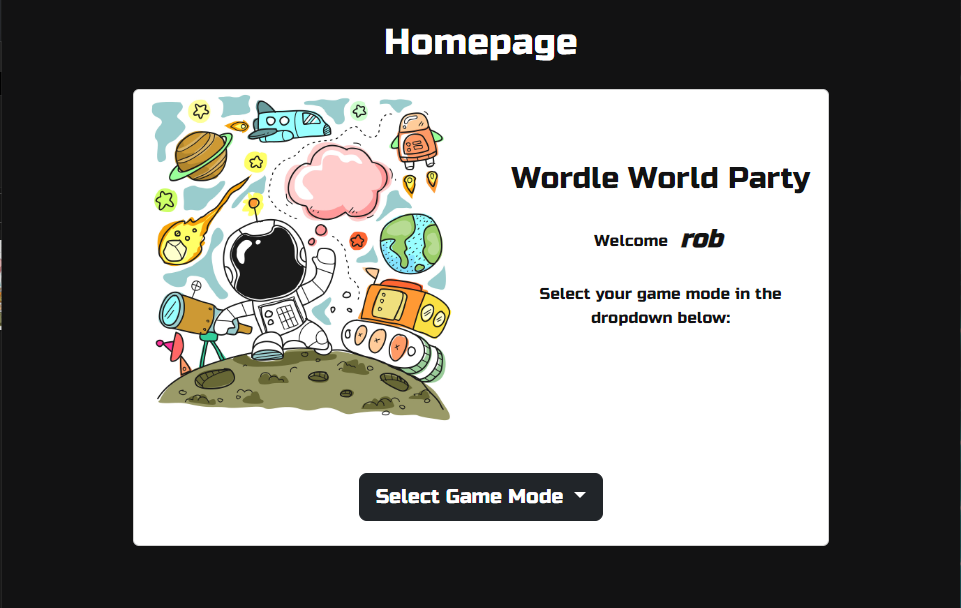 Homepage
Wordle World Party
Welcome rob
Select your game mode in the
dropdown below:
Select Game Mode